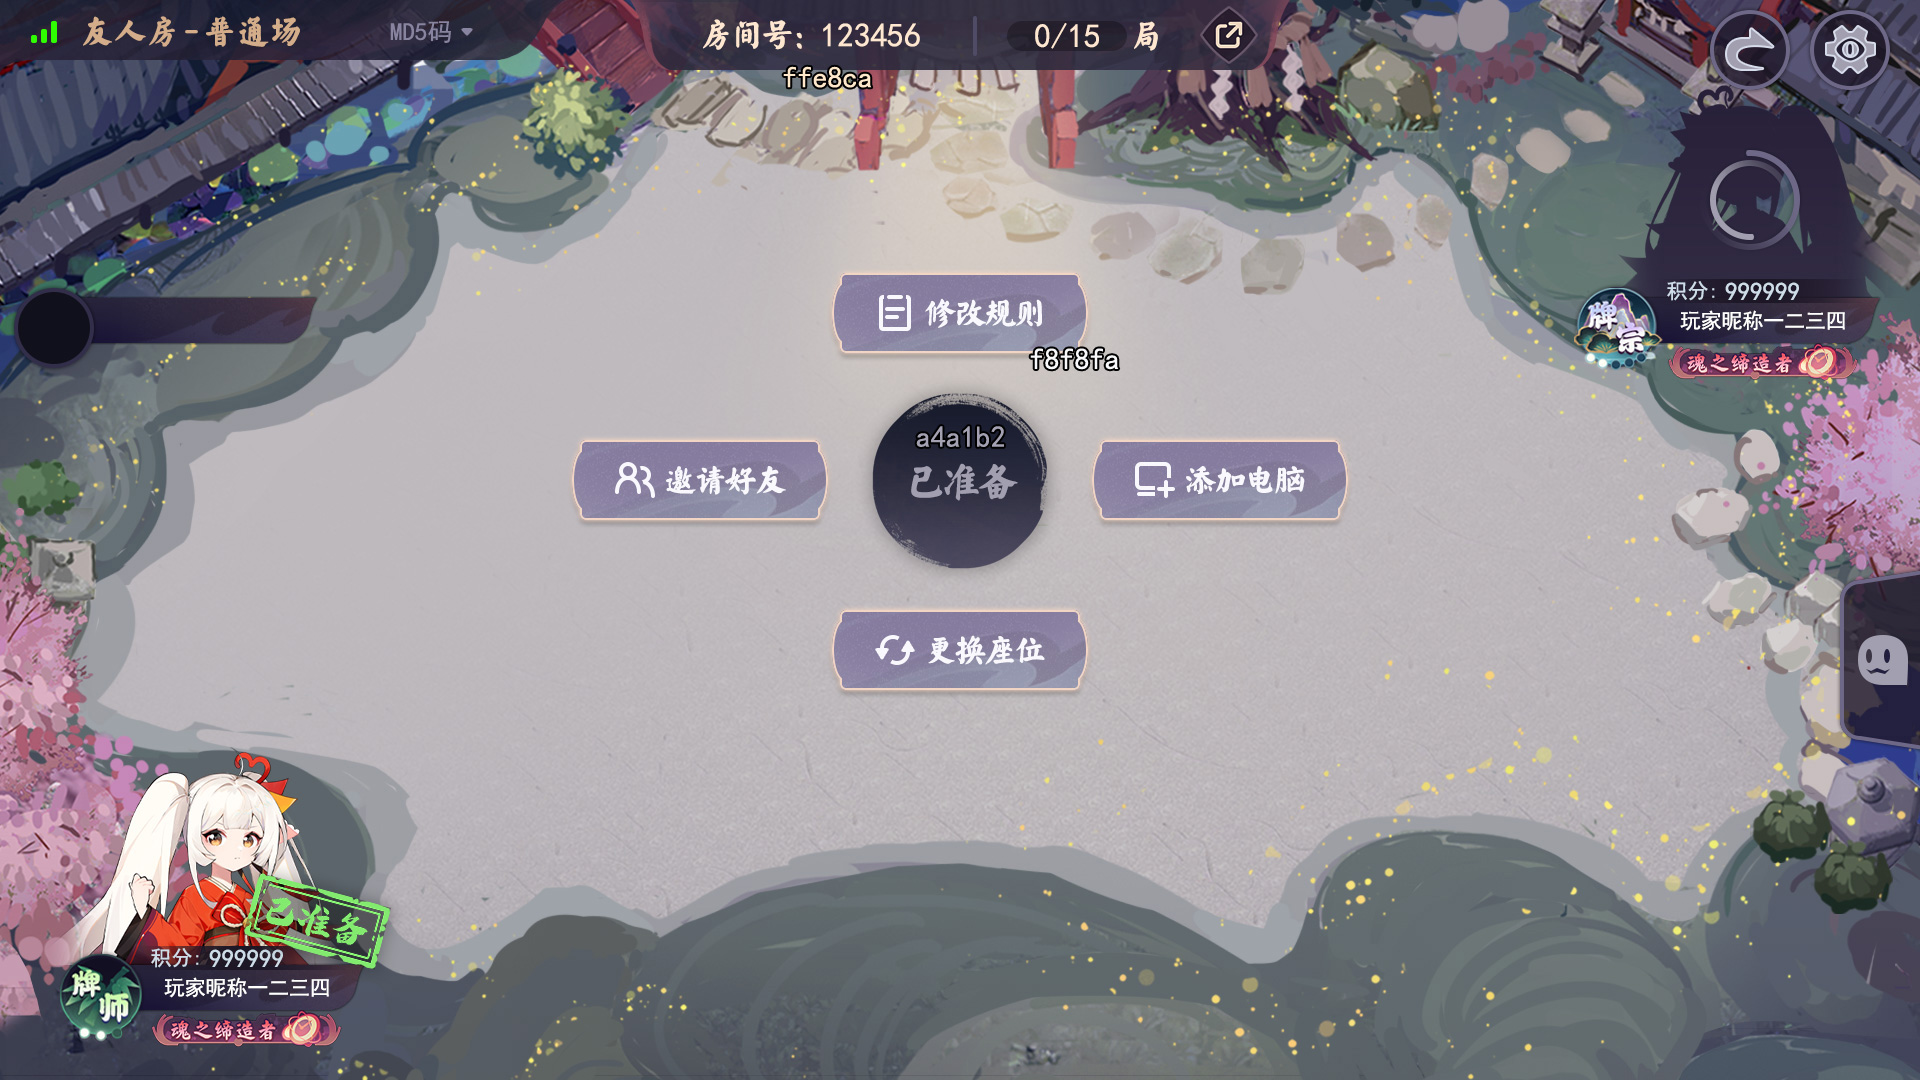 友人房-普通场
MD5码
房间号：123456
0/15 局
ffe8ca
修改规则
f8f8fa
积分：999999
玩家昵称一二三四
牌宗
魂之缔造者
邀请好友
a4a1b2
已准备
添加电脑
更换座位
已准备
积分：999999
玩家昵称一二三四
牌师
魂之缔造者